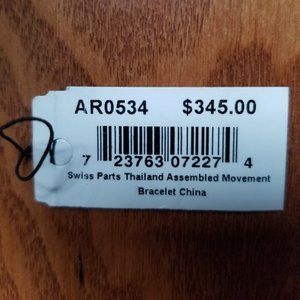 AR0534 $345.00
7 23763 07227 4
Swiss Parts Thailand Assembled Movement
Bracelet China